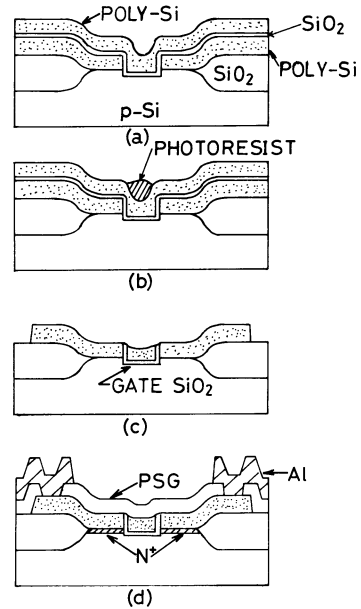 POLY-Si
SiO2
SiO2
POLY-Si
p-Si
(a)
PHOTORESIST
(b)
GATE SiO2
(c)
PSG
Al
N+
(d)